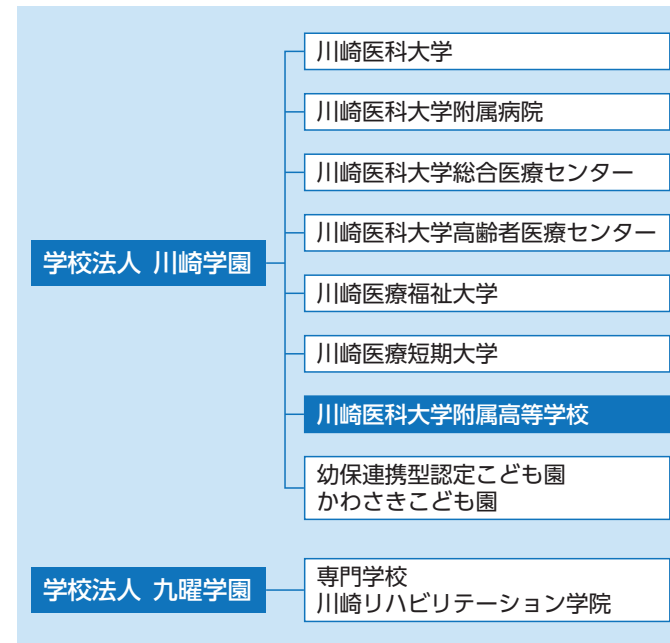 学校法人 川崎学園
川崎医科大学
川崎医科大学附属病院
川崎医科大学総合医療センター
川崎医科大学高齢者医療センター
川崎医療福祉大学
川崎医療短期大学
川崎医科大学附属高等学校
幼保連携型認定こども園
かわさきこども園
学校法人 九曜学園
専門学校
川崎リハビリテーション学院